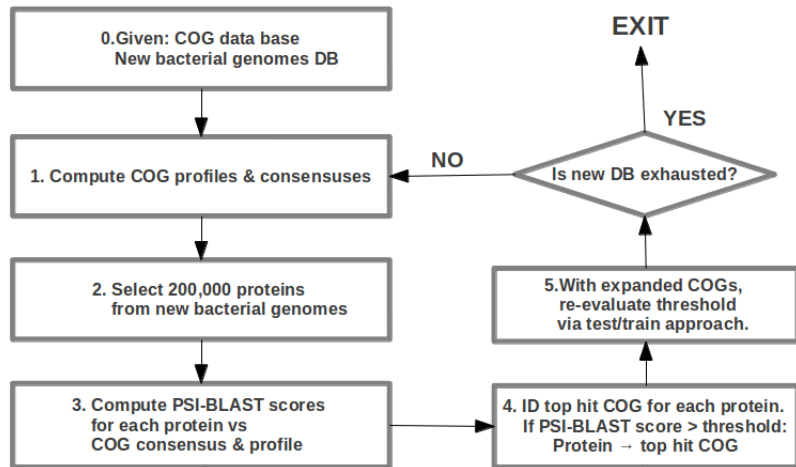 0.Given: COG data base
New bacterial genomes DB
1. Compute COG profiles & consensuses
2. Select 200,000 proteins
from new bacterial genomes
3. Compute PSI-BLAST scores
for each protein vs
COG consensus & profile
4. ID top hit COG for each protein.
If PSI-BLAST score > threshold:
Protein → top hit COG
5.With expanded COGs,
re-evaluate threshold
via test/train approach.
Is new DB exhausted?
NO
YES
EXIT